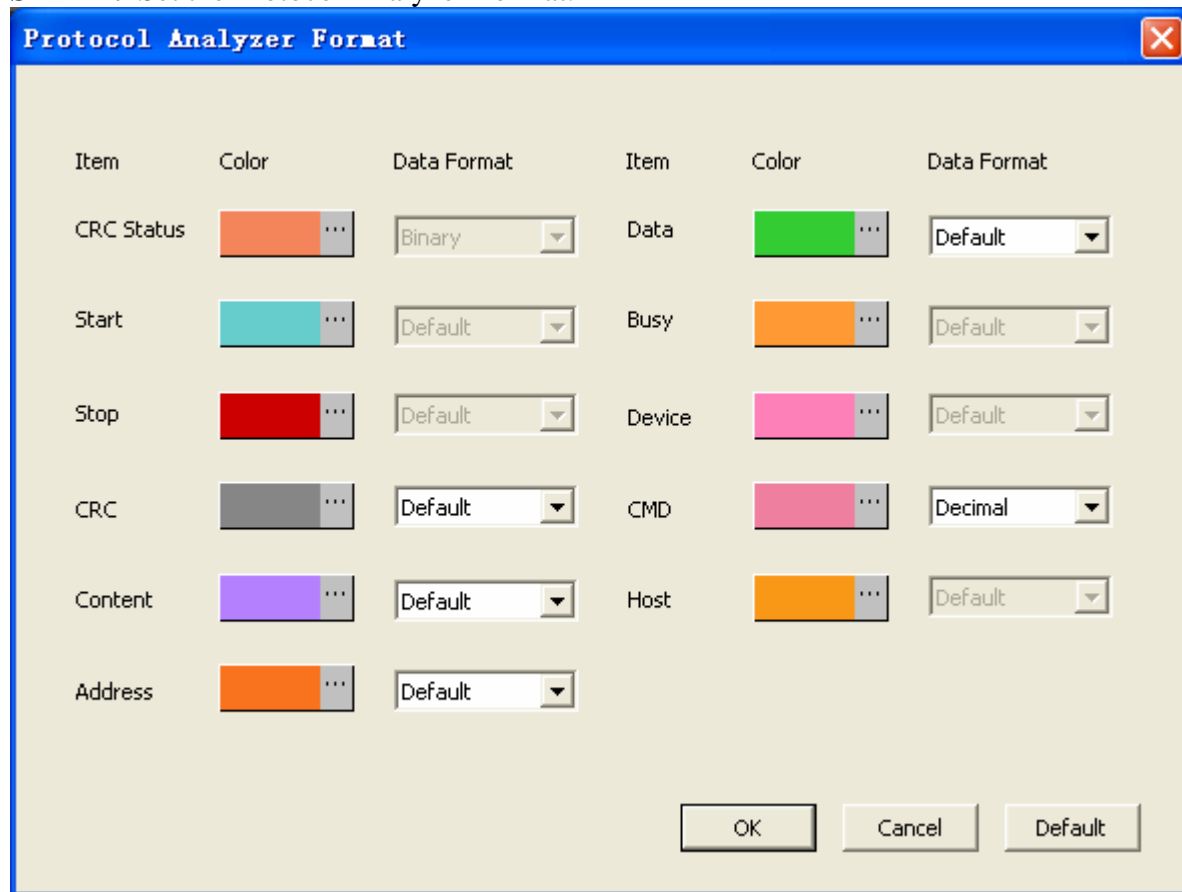 Protocol Analyzer Format
Item Color Data Format Item Color Data Format
CRC Status ... Binary Data ... Default
Start ... Default Busy ... Default
Stop ... Default Device ... Default
CRC ... Default CMD ... Decimal
Content ... Default Host ... Default
Address ... Default
OK Cancel Default